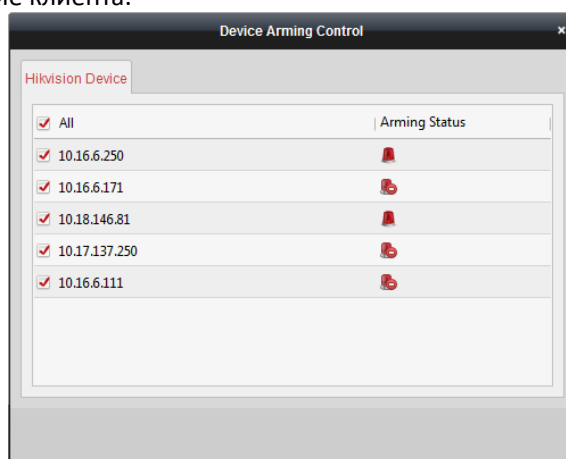 клиента.
Device Arming Control ×
Hikvision Device
All Arming Status
10.16.6.250
10.16.6.171
10.18.146.81
10.17.137.250
10.16.6.111